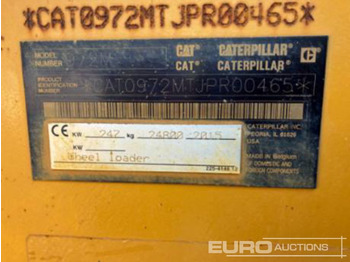 *CAT0972MTJPR00465*
MODEL CAT® CATERPILLAR®
CAT® CATERPILLAR®
PRODUCT IDENTIFICATION NUMBER *CAT0972MTJPR00465*
CE KW 242 kg 24800 2015
KW
Wheel loader
CATERPILLAR INC.
PEORIA, IL 61629
USA
Made in Belgium
OF DOMESTIC AND
FOREIGN COMPONENTS
EURO
AUCTIONS